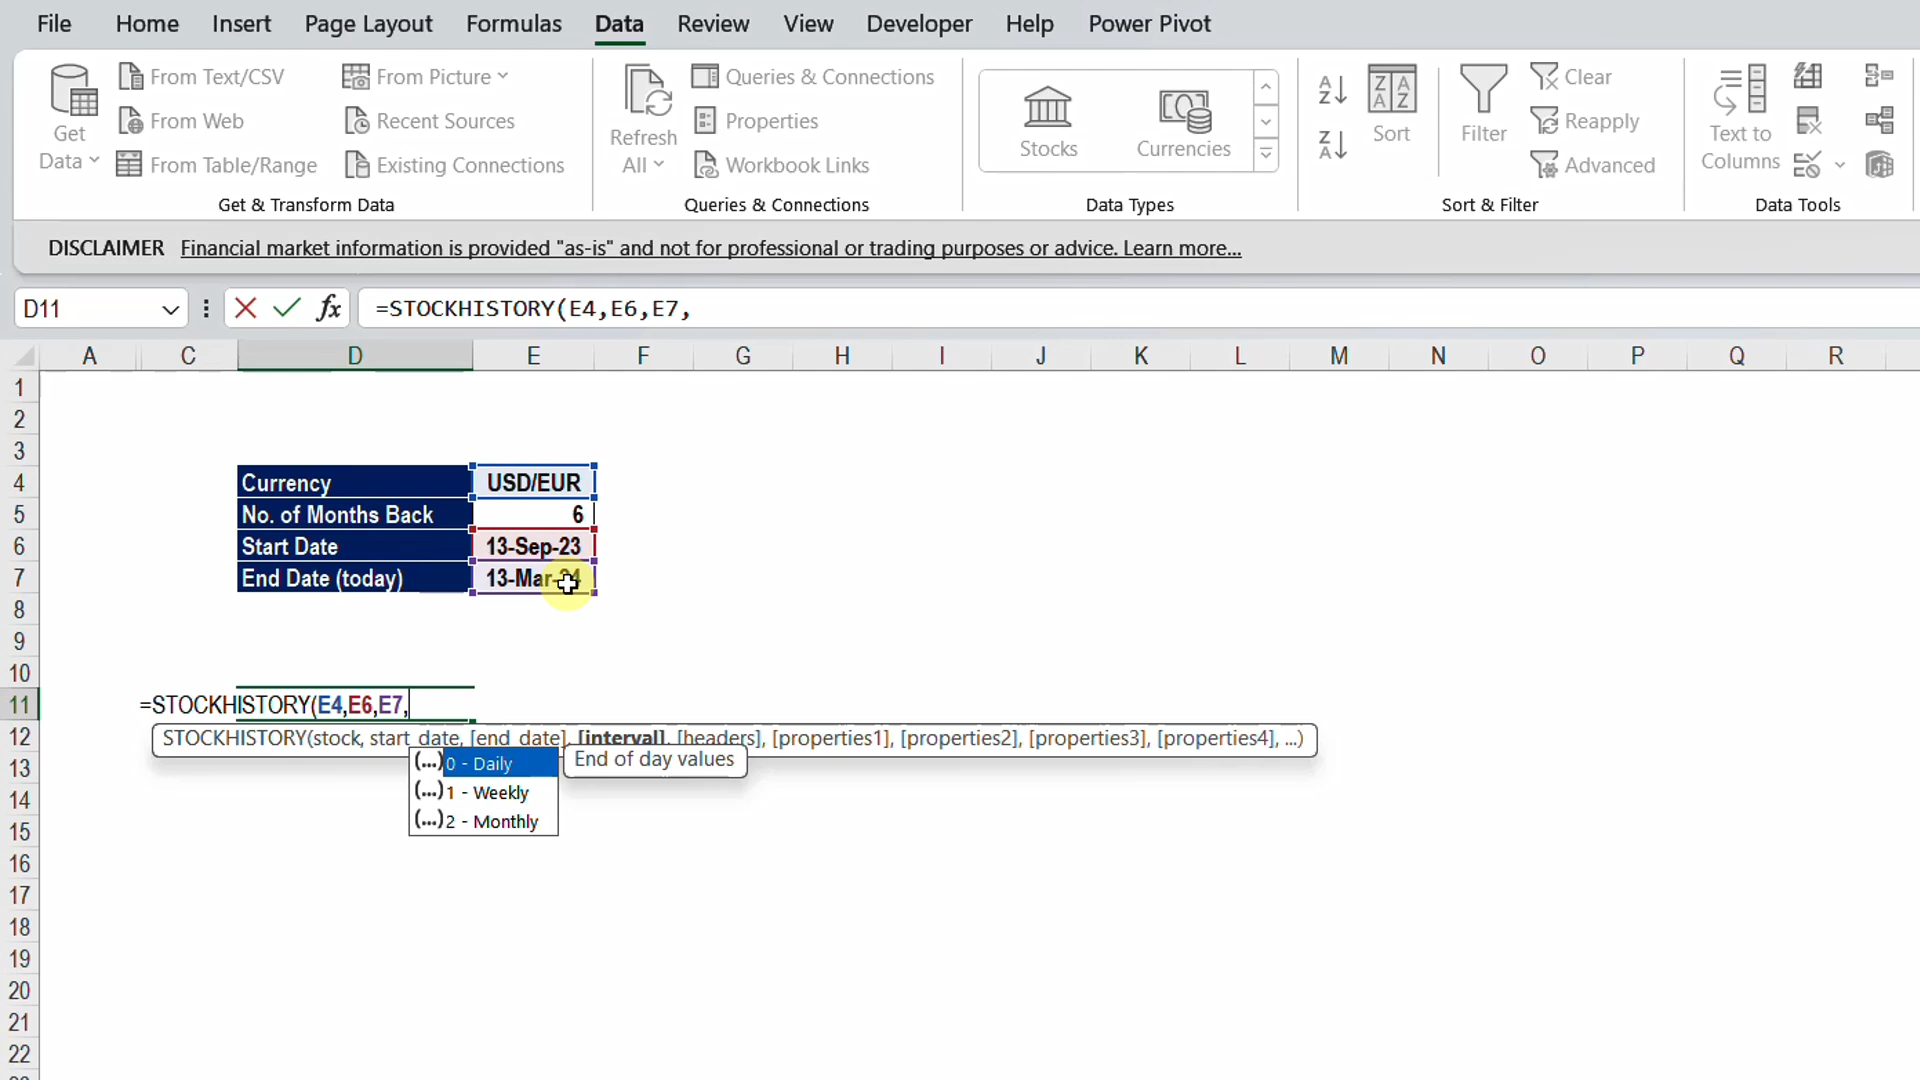 File Home Insert Page Layout Formulas Data Review View Developer Help Power Pivot
Get Data
From Text/CSV
From Web
From Table/Range
From Picture
Recent Sources
Existing Connections
Get & Transform Data
Refresh All
Queries & Connections
Properties
Workbook Links
Queries & Connections
Stocks
Currencies
Data Types
A Z
Z A
Z A A Z
Sort
Filter
Clear
Reapply
Advanced
Sort & Filter
Text to Columns
Data Tools
DISCLAIMER Financial market information is provided "as-is" and not for professional or trading purposes or advice. Learn more...
D11 fx =STOCKHISTORY(E4,E6,E7,
A C D E F G H I J K L M N O P Q R
1
2
3
4 Currency USD/EUR
5 No. of Months Back 6
6 Start Date 13-Sep-23
7 End Date (today) 13-Mar-24
8
9
10
11 =STOCKHISTORY(E4,E6,E7,
12 STOCKHISTORY(stock, start_date, [end_date], [interval], [headers], [properties1], [properties2], [properties3], [properties4], ...)
13 (...) 0 - Daily End of day values
14 (...) 1 - Weekly
15 (...) 2 - Monthly
16
17
18
19
20
21
22